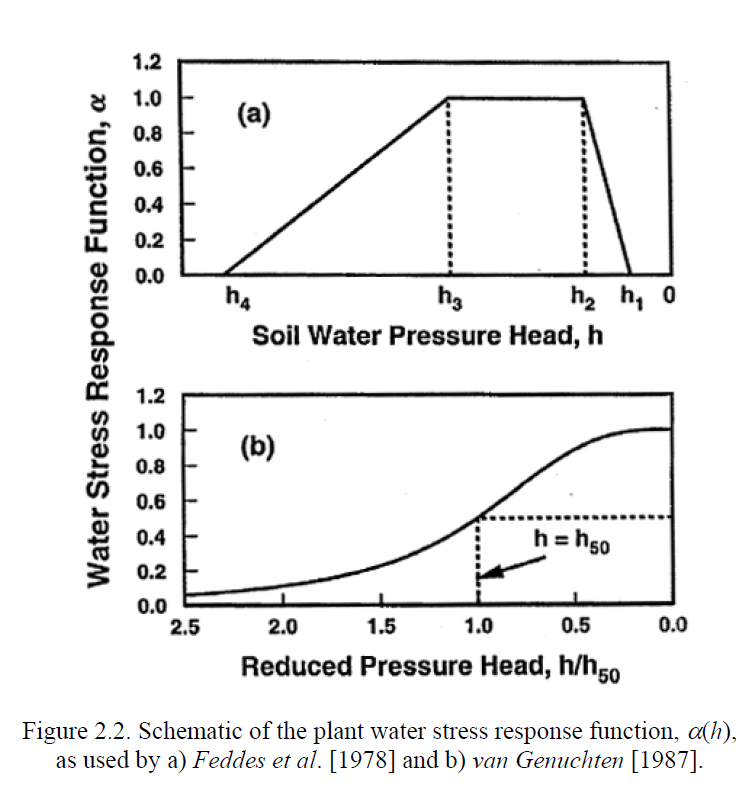 Water Stress Response Function, α
1.2
1.0
0.8
0.6
0.4
0.2
0.0
(a)
h₄ h₃ h₂ h₁ 0
Soil Water Pressure Head, h
1.2
1.0
0.8
0.6
0.4
0.2
0.0
(b)
h = h₅₀
2.5 2.0 1.5 1.0 0.5 0.0
Reduced Pressure Head, h/h₅₀
Figure 2.2. Schematic of the plant water stress response function, α(h),
as used by a) Feddes et al. [1978] and b) van Genuchten [1987].